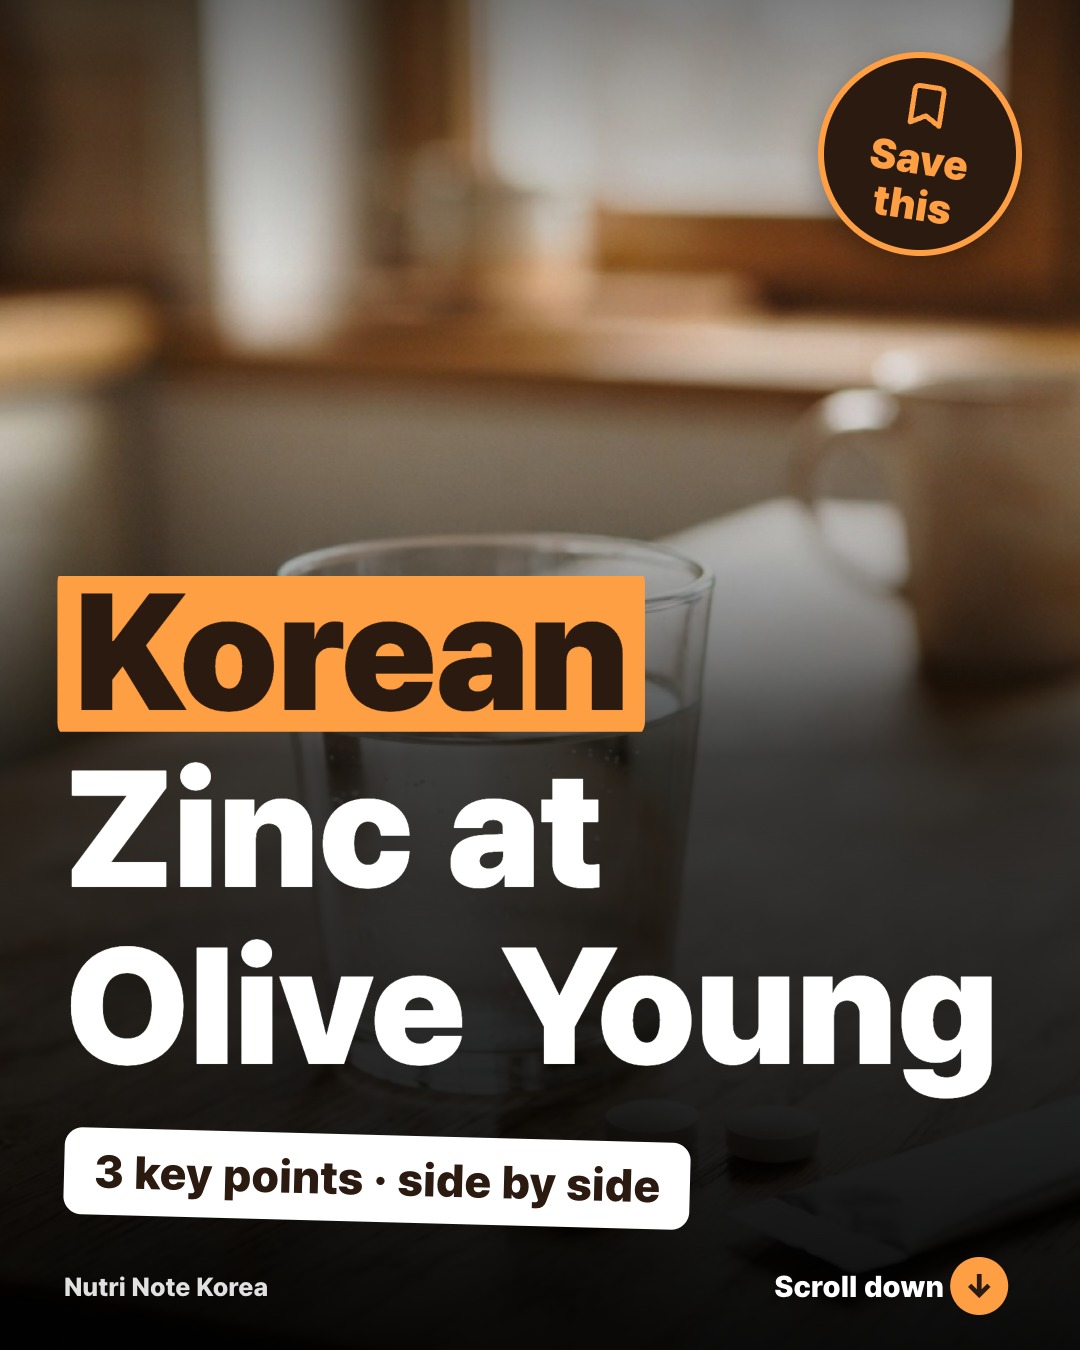 Save
this
Korean
Zinc at
Olive Young
3 key points · side by side
Nutri Note Korea
Scroll down